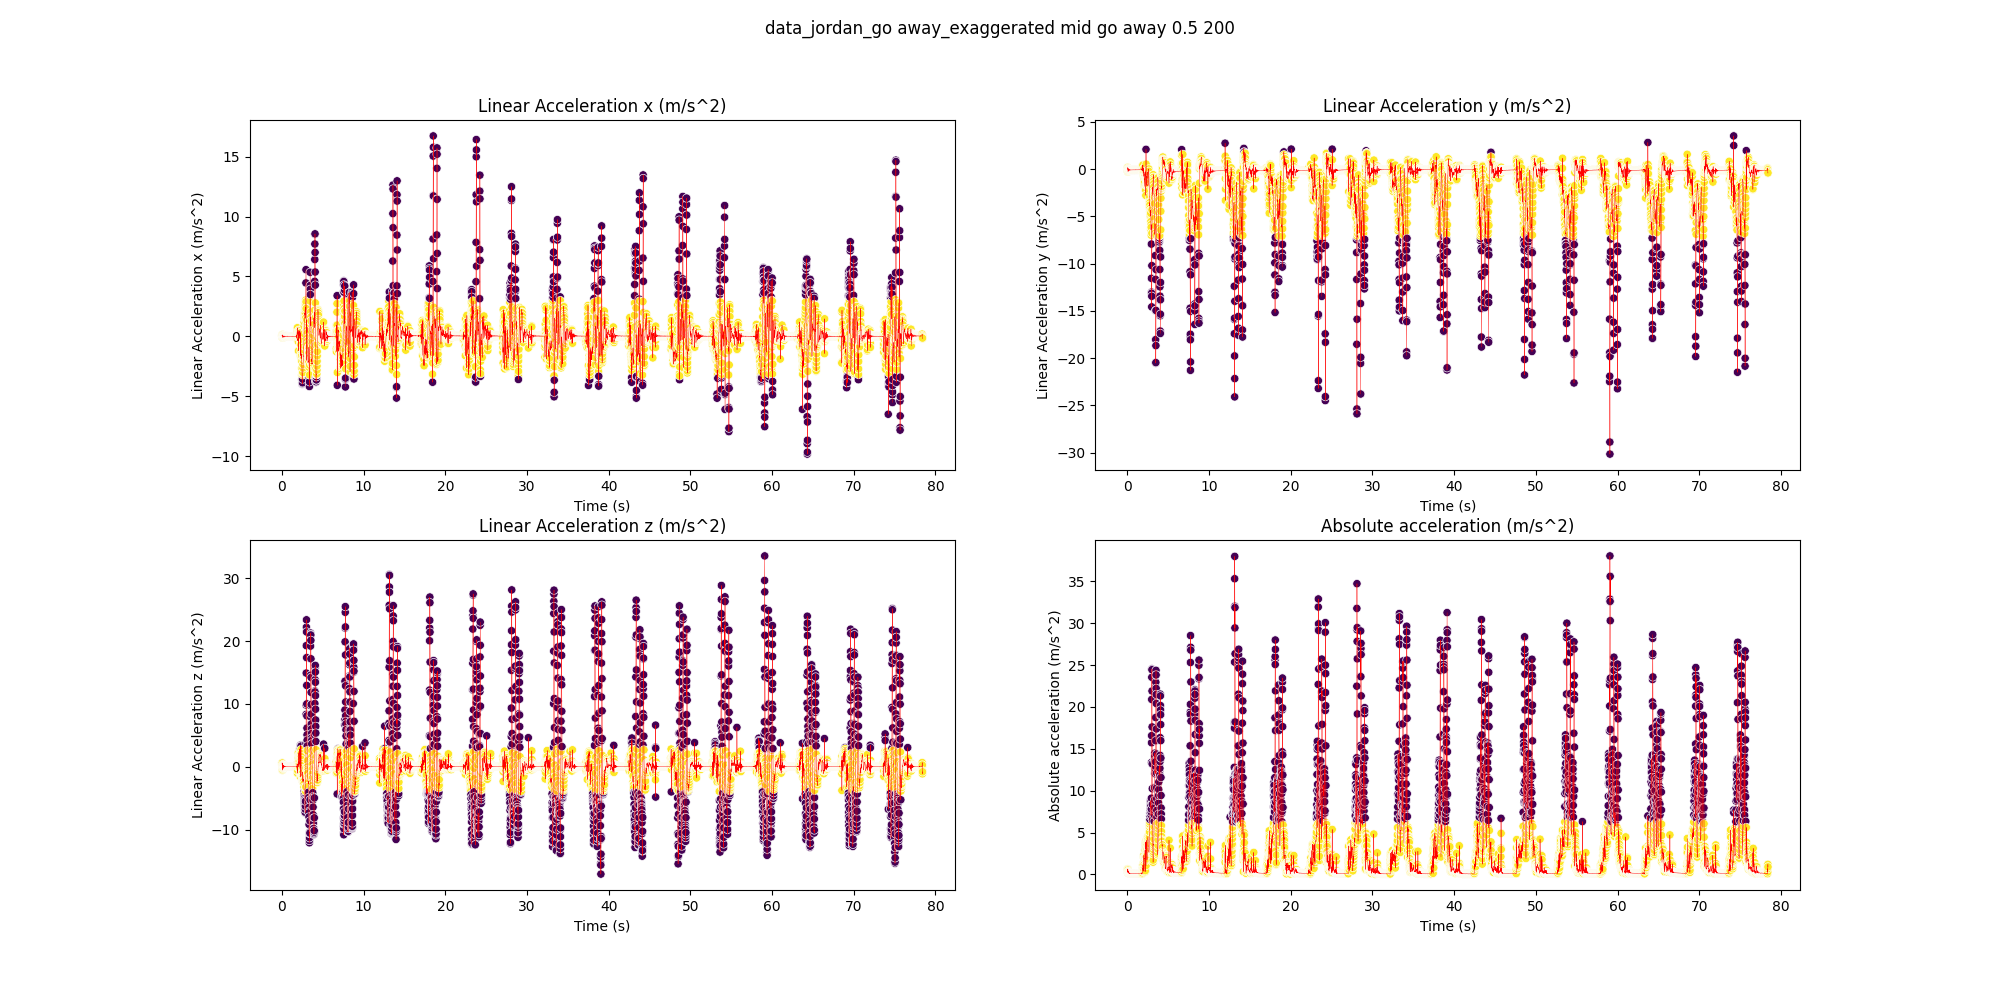 data_jordan_go away_exaggerated mid go away 0.5 200
Linear Acceleration x (m/s^2)
Linear Acceleration x (m/s^2)
15
10
5
0
−5
−10
0 10 20 30 40 50 60 70 80
Time (s)
Linear Acceleration y (m/s^2)
Linear Acceleration y (m/s^2)
5
0
−5
−10
−15
−20
−25
−30
0 10 20 30 40 50 60 70 80
Time (s)
Linear Acceleration z (m/s^2)
Linear Acceleration z (m/s^2)
30
20
10
0
−10
0 10 20 30 40 50 60 70 80
Time (s)
Absolute acceleration (m/s^2)
Absolute acceleration (m/s^2)
35
30
25
20
15
10
5
0
0 10 20 30 40 50 60 70 80
Time (s)